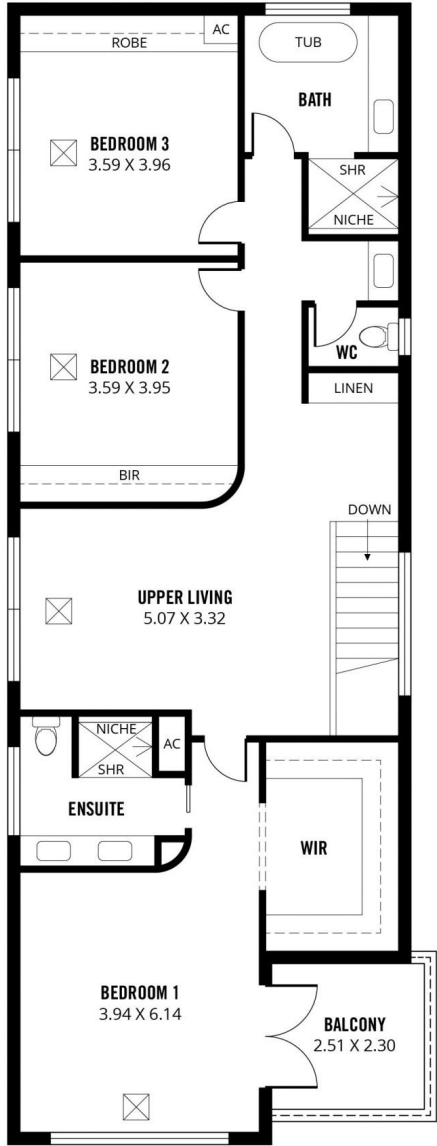 AC
ROBE
TUB
BATH
BEDROOM 3
3.59 X 3.96
SHR
NICHE
BEDROOM 2
3.59 X 3.95
WC
LINEN
BIR
DOWN
UPPER LIVING
5.07 X 3.32
NICHE
AC
SHR
ENSUITE
WIR
BEDROOM 1
3.94 X 6.14
BALCONY
2.51 X 2.30